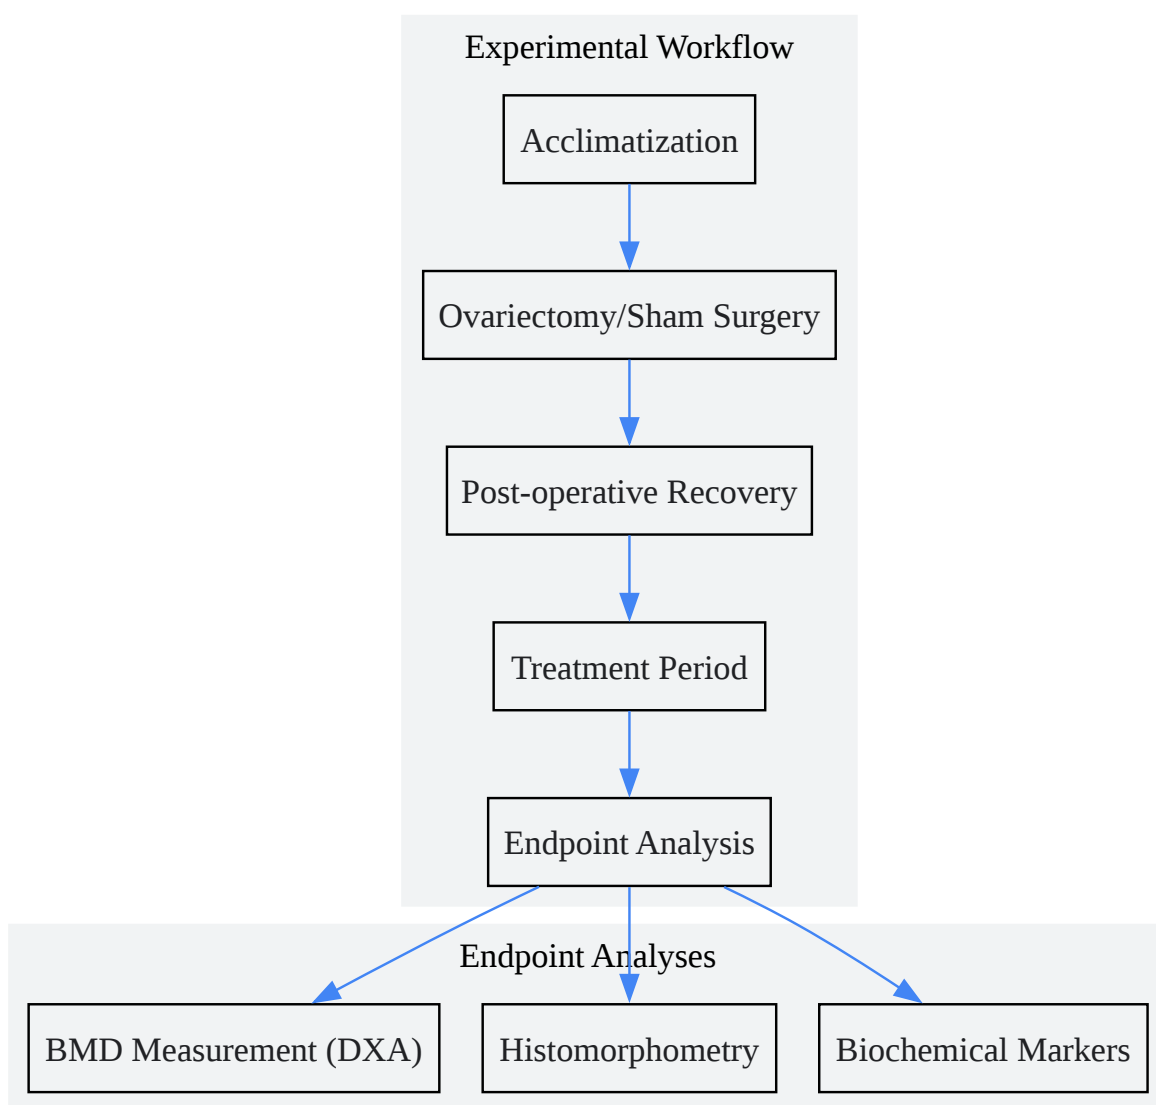 Experimental Workflow
Acclimatization
Ovariectomy/Sham Surgery
Post-operative Recovery
Treatment Period
Endpoint Analysis
Endpoint Analyses
BMD Measurement (DXA)
Histomorphometry
Biochemical Markers